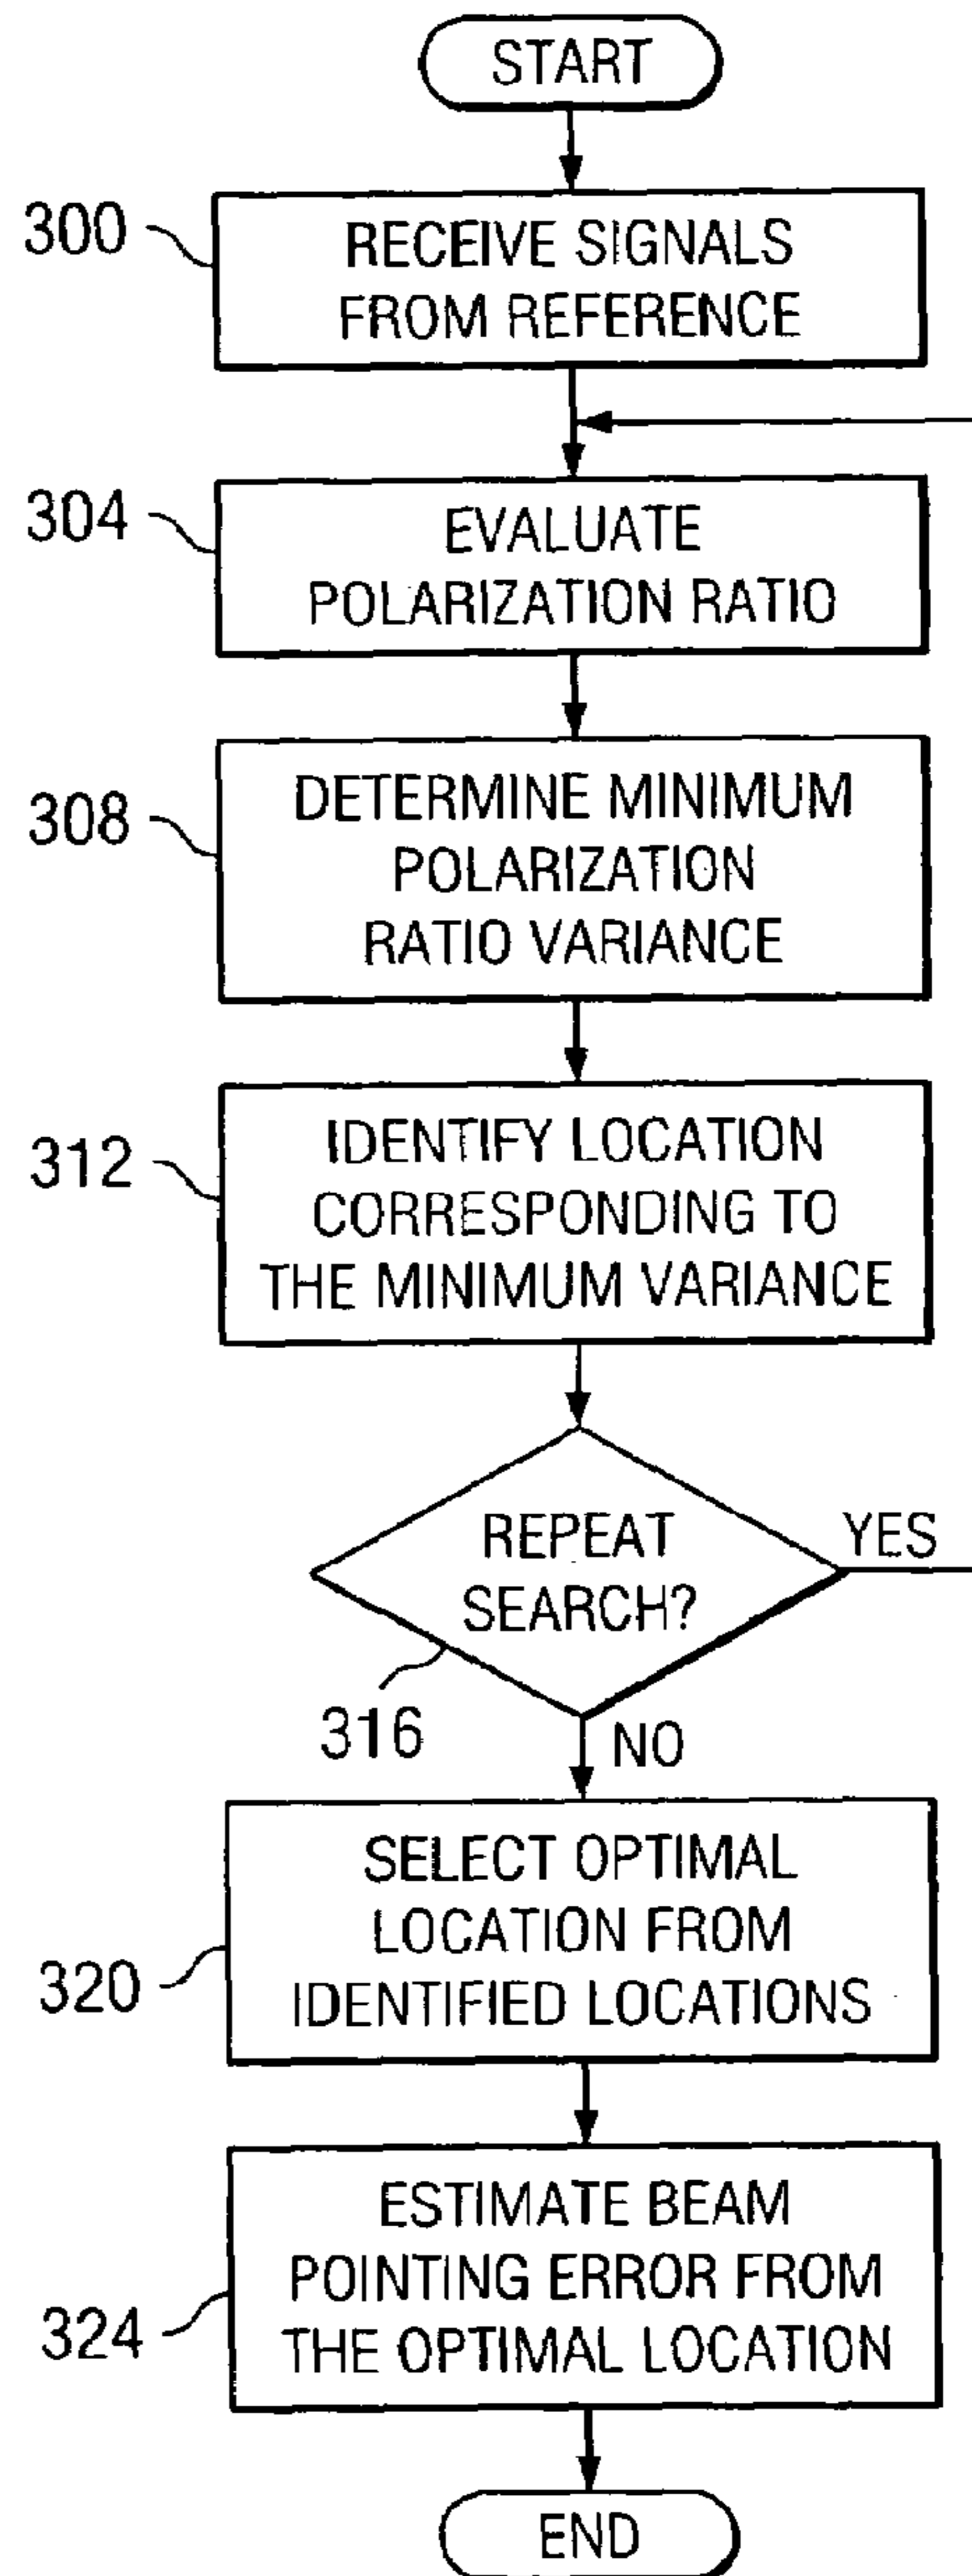 START
300
RECEIVE SIGNALS
FROM REFERENCE
304
EVALUATE
POLARIZATION RATIO
308
DETERMINE MINIMUM
POLARIZATION
RATIO VARIANCE
312
IDENTIFY LOCATION
CORRESPONDING TO
THE MINIMUM VARIANCE
REPEAT
SEARCH?
YES
316
NO
320
SELECT OPTIMAL
LOCATION FROM
IDENTIFIED LOCATIONS
324
ESTIMATE BEAM
POINTING ERROR FROM
THE OPTIMAL LOCATION
END